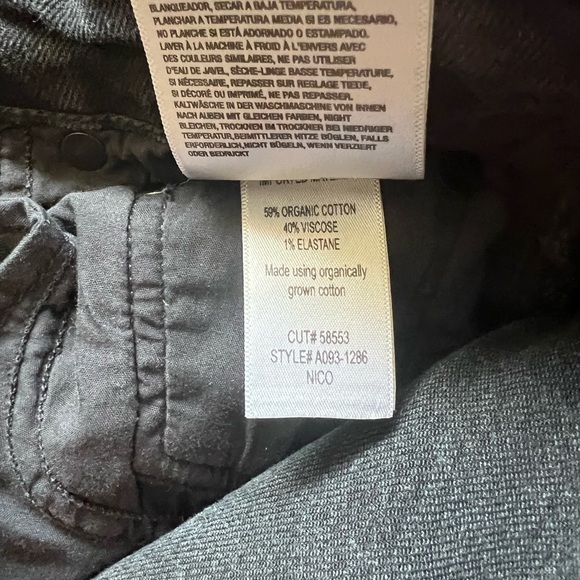 BLANQUEADOR, SECAR A BAJA TEMPERATURA,
PLANCHAR A TEMPERATURA MEDIA SI ES NECESARIO,
NO PLANCHE SI ESTÁ ADORNADO O ESTAMPADO.
LAVER À LA MACHINE À FROID À L'ENVERS AVEC
DES COULEURS SIMILAIRES, NE PAS UTILISER
D'EAU DE JAVEL, SÈCHE-LINGE BASSE TEMPÉRATURE,
SI NÉCESSAIRE, REPASSER SUR REGLAGE TIEDE,
SI DÉCORÉ OU IMPRIMÉ, NE PAS REPASSER.
KALTWÄSCHE IN DER WASCHMASCHINE VON INNEN
NACH AUßEN MIT GLEICHEN FARBEN, NIGHT
BLEICHEN, TROCKNEN IM TROCKNER BEI NIEDRIGER
TEMPERATUR, BEIMITTLERER HITZE BÜGLEN, FALLS
ERFORDERLICH, NICHT BÜGELN, WENN VERZIERT
ODER BEDRUCKT
59% ORGANIC COTTON
40% VISCOSE
1% ELASTANE
Made using organically
grown cotton
CUT# 58553
STYLE# A093-1286
NICO